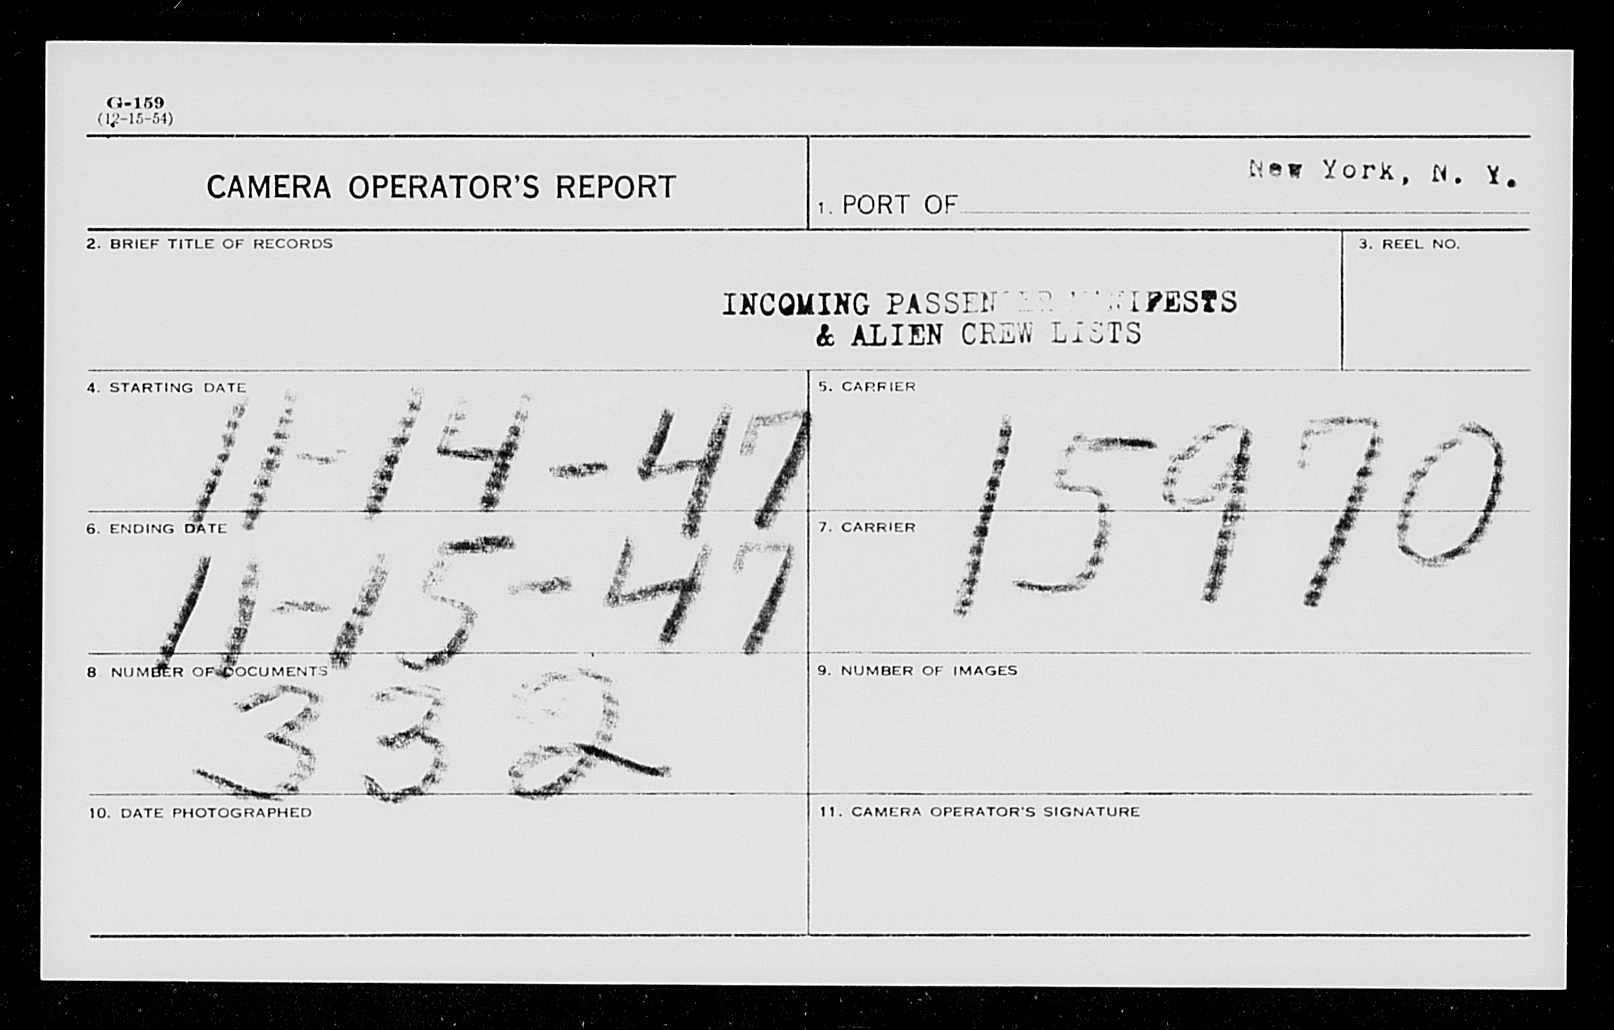 G-159
(12-15-54)
CAMERA OPERATOR'S REPORT
New York, N. Y.
1. PORT OF
2. BRIEF TITLE OF RECORDS
3. REEL NO.
INCOMING PASSENGER MANIFESTS
& ALIEN CREW LISTS
4. STARTING DATE
11-14-47
5. CARRIER
15970
6. ENDING DATE
11-15-47
7. CARRIER
8 NUMBER OF DOCUMENTS
332
9. NUMBER OF IMAGES
10. DATE PHOTOGRAPHED
11. CAMERA OPERATOR'S SIGNATURE